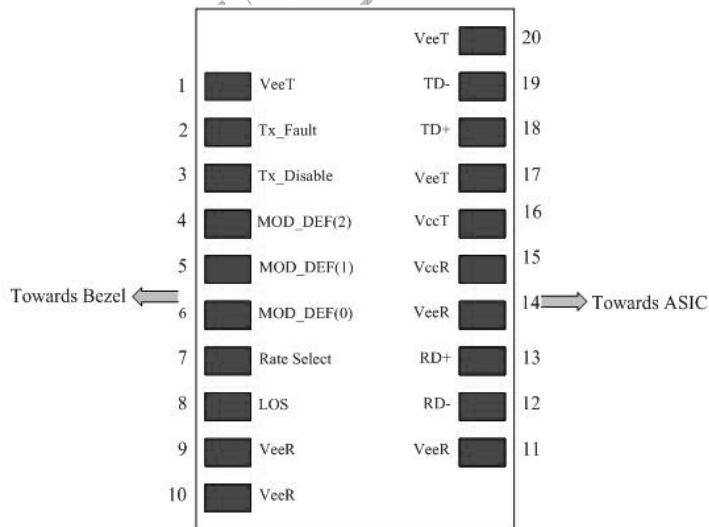 VeeT 20
1 VeeT TD- 19
2 Tx_Fault TD+ 18
3 Tx_Disable VeeT 17
4 MOD_DEF(2) VccT 16
5 MOD_DEF(1) VccR 15
Towards Bezel
6 MOD_DEF(0) VeeR 14
Towards ASIC
7 Rate Select RD+ 13
8 LOS RD- 12
9 VeeR VeeR 11
10 VeeR